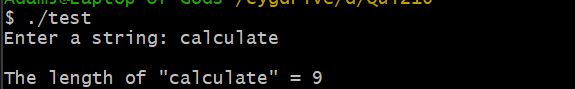 $ ./test
Enter a string: calculate
The length of "calculate" = 9